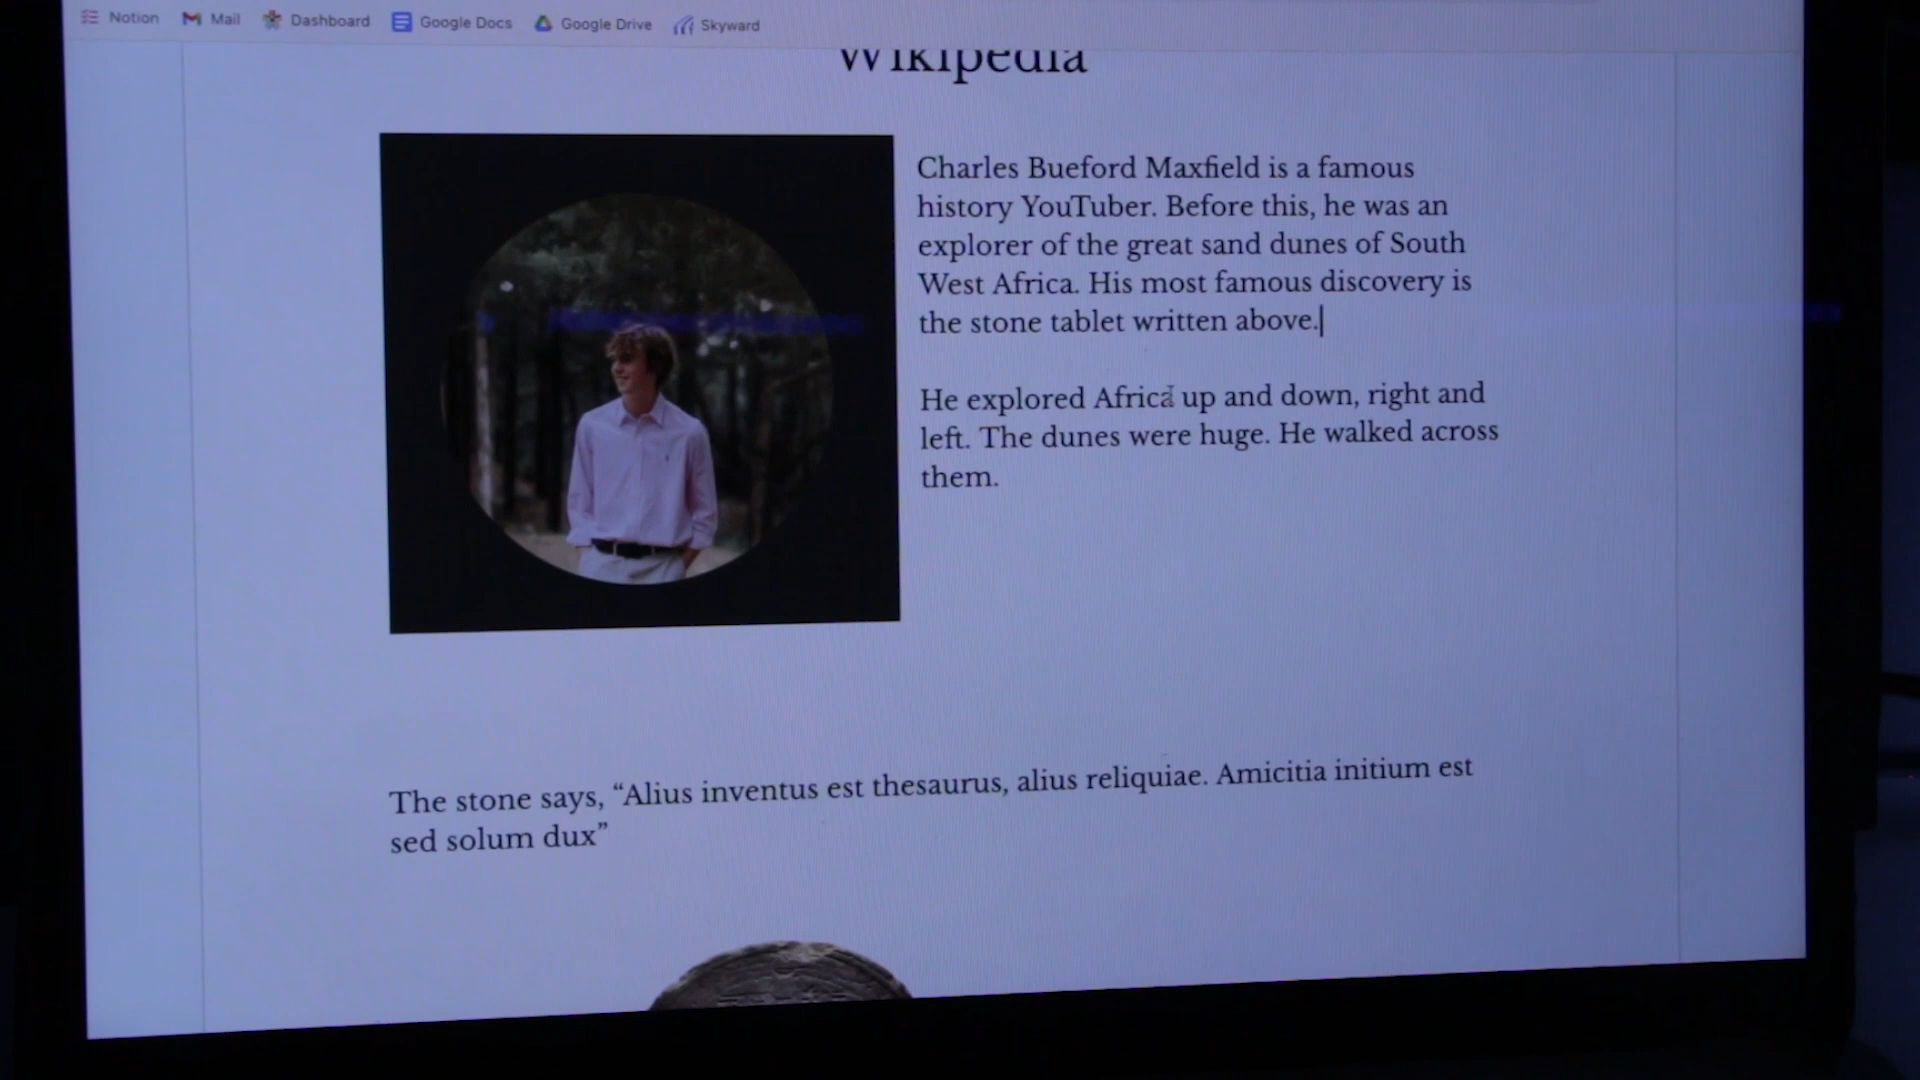 Notion Mail Dashboard Google Docs Google Drive Skyward
Wikipedia
Charles Bueford Maxfield is a famous
history YouTuber. Before this, he was an
explorer of the great sand dunes of South
West Africa. His most famous discovery is
the stone tablet written above.
He explored Africa up and down, right and
left. The dunes were huge. He walked across
them.
The stone says, “Alius inventus est thesaurus, alius reliquiae. Amicitia initium est
sed solum dux”